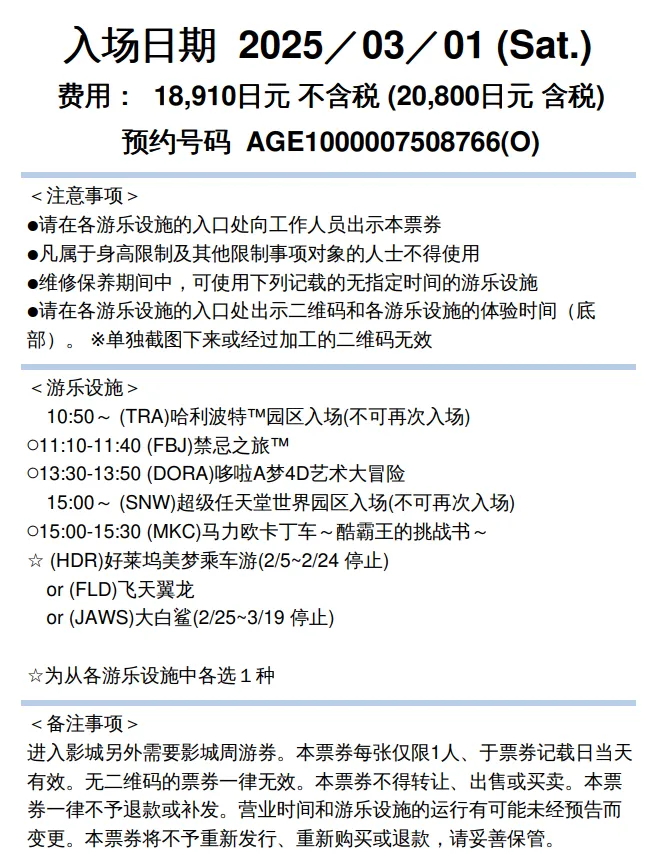 入场日期 2025／03／01 (Sat.)
费用： 18,910日元 不含税 (20,800日元 含税)
预约号码 AGE1000007508766(O)
＜注意事项＞
●请在各游乐设施的入口处向工作人员出示本票券
●凡属于身高限制及其他限制事项对象的人士不得使用
●维修保养期间中，可使用下列记载的无指定时间的游乐设施
●请在各游乐设施的入口处出示二维码和各游乐设施的体验时间（底
部）。 ※单独截图下来或经过加工的二维码无效
＜游乐设施＞
10:50～ (TRA)哈利波特™园区入场(不可再次入场)
○11:10-11:40 (FBJ)禁忌之旅™
○13:30-13:50 (DORA)哆啦A梦4D艺术大冒险
15:00～ (SNW)超级任天堂世界园区入场(不可再次入场)
○15:00-15:30 (MKC)马力欧卡丁车～酷霸王的挑战书～
☆ (HDR)好莱坞美梦乘车游(2/5~2/24 停止)
or (FLD)飞天翼龙
or (JAWS)大白鲨(2/25~3/19 停止)
☆为从各游乐设施中各选１种
＜备注事项＞
进入影城另外需要影城周游券。本票券每张仅限1人、于票券记载日当天
有效。无二维码的票券一律无效。本票券不得转让、出售或买卖。本票
券一律不予退款或补发。营业时间和游乐设施的运行有可能未经预告而
变更。本票券将不予重新发行、重新购买或退款，请妥善保管。